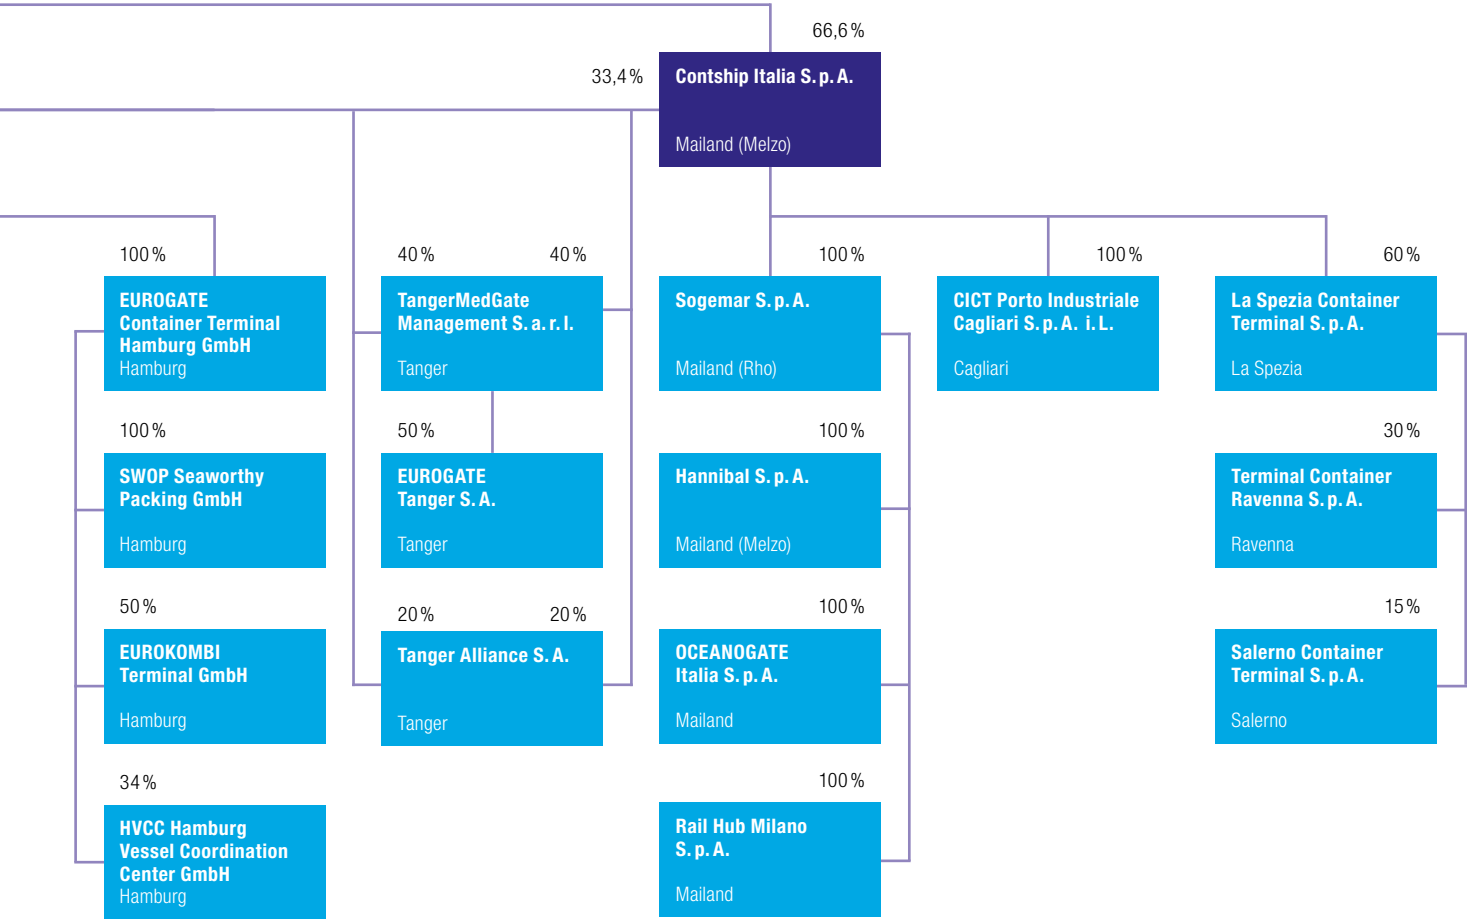 66,6 %
33,4 %
Contship Italia S. p. A.
Mailand (Melzo)
100 %
EUROGATE
Container Terminal
Hamburg GmbH
Hamburg
100 %
SWOP Seaworthy
Packing GmbH
Hamburg
50 %
EUROKOMBI
Terminal GmbH
Hamburg
34 %
HVCC Hamburg
Vessel Coordination
Center GmbH
Hamburg
40 % 40 %
TangerMedGate
Management S. a. r. l.
Tanger
50 %
EUROGATE
Tanger S. A.
Tanger
20 % 20 %
Tanger Alliance S. A.
Tanger
100 %
Sogemar S. p. A.
Mailand (Rho)
100 %
Hannibal S. p. A.
Mailand (Melzo)
100 %
OCEANOGATE
Italia S. p. A.
Mailand
100 %
Rail Hub Milano
S. p. A.
Mailand
100 %
CICT Porto Industriale
Cagliari S. p. A. i. L.
Cagliari
60 %
La Spezia Container
Terminal S. p. A.
La Spezia
30 %
Terminal Container
Ravenna S. p. A.
Ravenna
15 %
Salerno Container
Terminal S. p. A.
Salerno